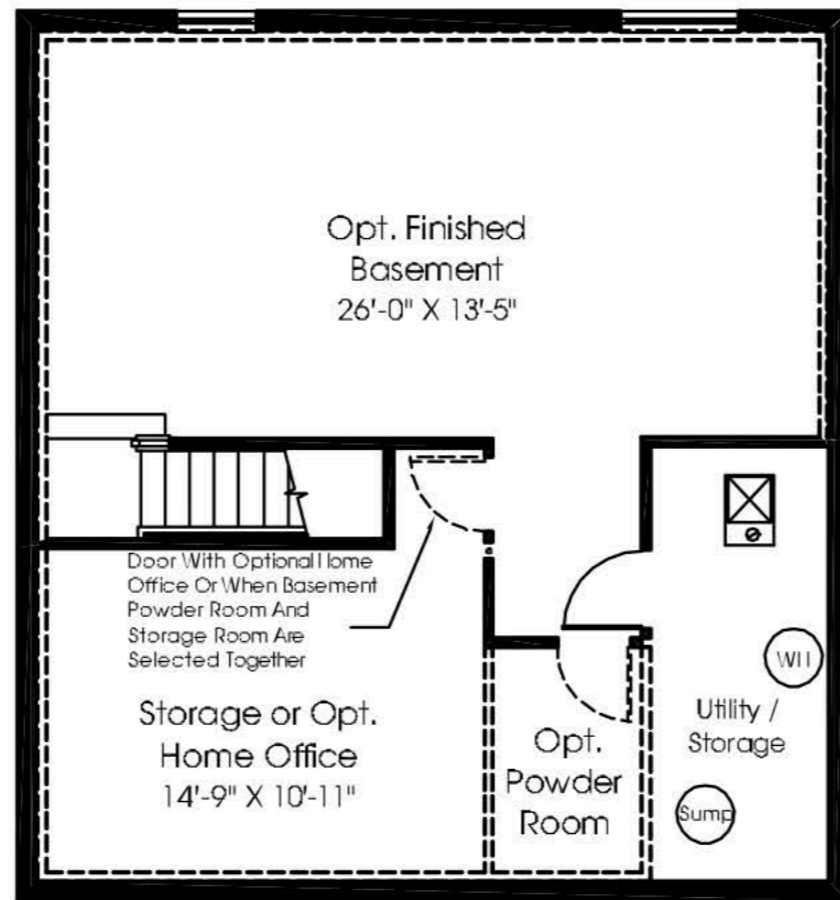 Opt. Finished
Basement
26'-0" X 13'-5"
Door With Optional Home
Office Or When Basement
Powder Room And
Storage Room Are
Selected Together
Storage or Opt.
Home Office
14'-9" X 10'-11"
Opt.
Powder
Room
WH
Utility /
Storage
Sump